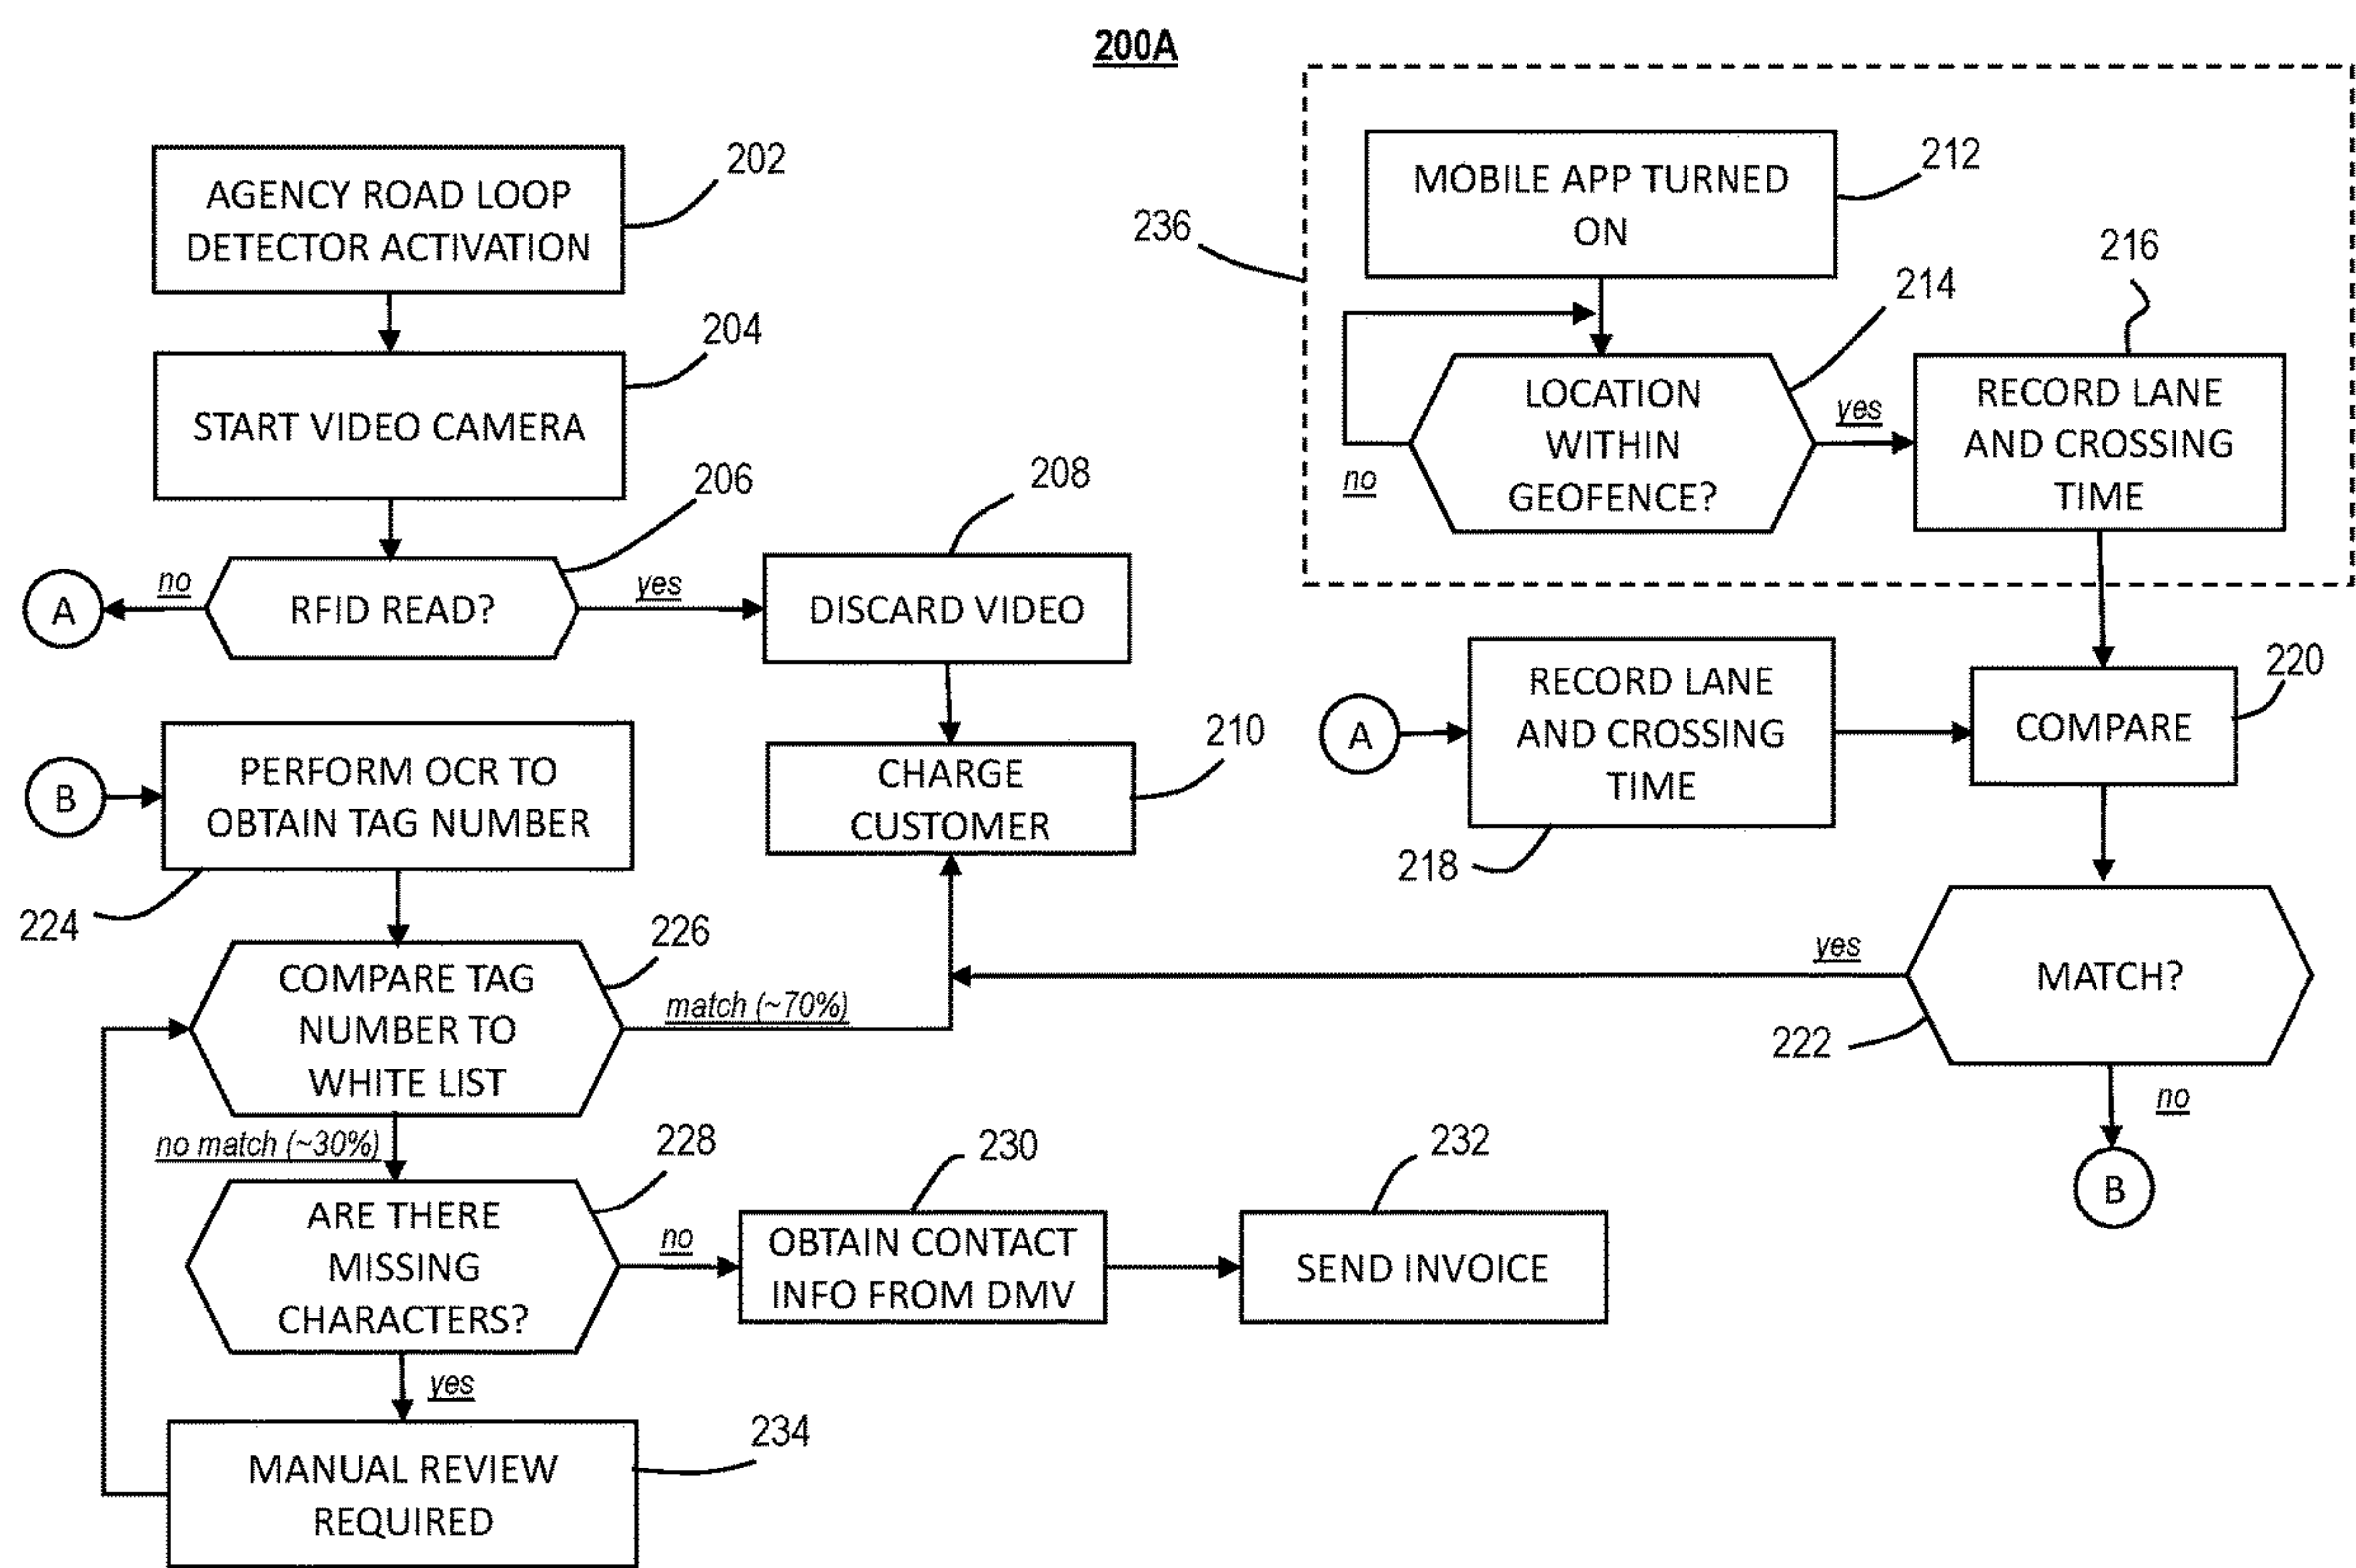 200A
AGENCY ROAD LOOP
DETECTOR ACTIVATION
202
START VIDEO CAMERA
204
RFID READ?
206
no
A
yes
DISCARD VIDEO
208
CHARGE
CUSTOMER
210
236
MOBILE APP TURNED
ON
212
LOCATION
WITHIN
GEOFENCE?
214
no
yes
RECORD LANE
AND CROSSING
TIME
216
A
RECORD LANE
AND CROSSING
TIME
218
COMPARE
220
MATCH?
222
yes
no
B
B
PERFORM OCR TO
OBTAIN TAG NUMBER
224
COMPARE TAG
NUMBER TO
WHITE LIST
226
match (~70%)
no match (~30%)
ARE THERE
MISSING
CHARACTERS?
228
no
OBTAIN CONTACT
INFO FROM DMV
230
SEND INVOICE
232
yes
MANUAL REVIEW
REQUIRED
234